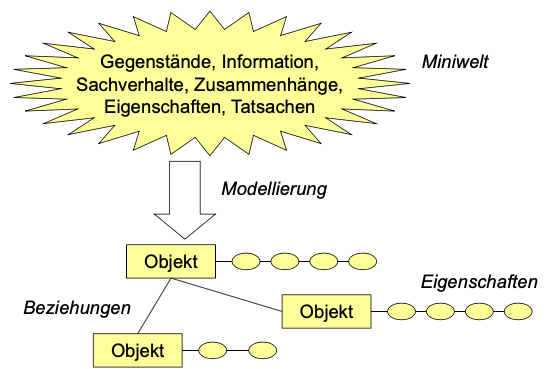 Gegenstände, Information,
Sachverhalte, Zusammenhänge,
Eigenschaften, Tatsachen
Miniwelt
Modellierung
Objekt
Eigenschaften
Beziehungen
Objekt
Objekt